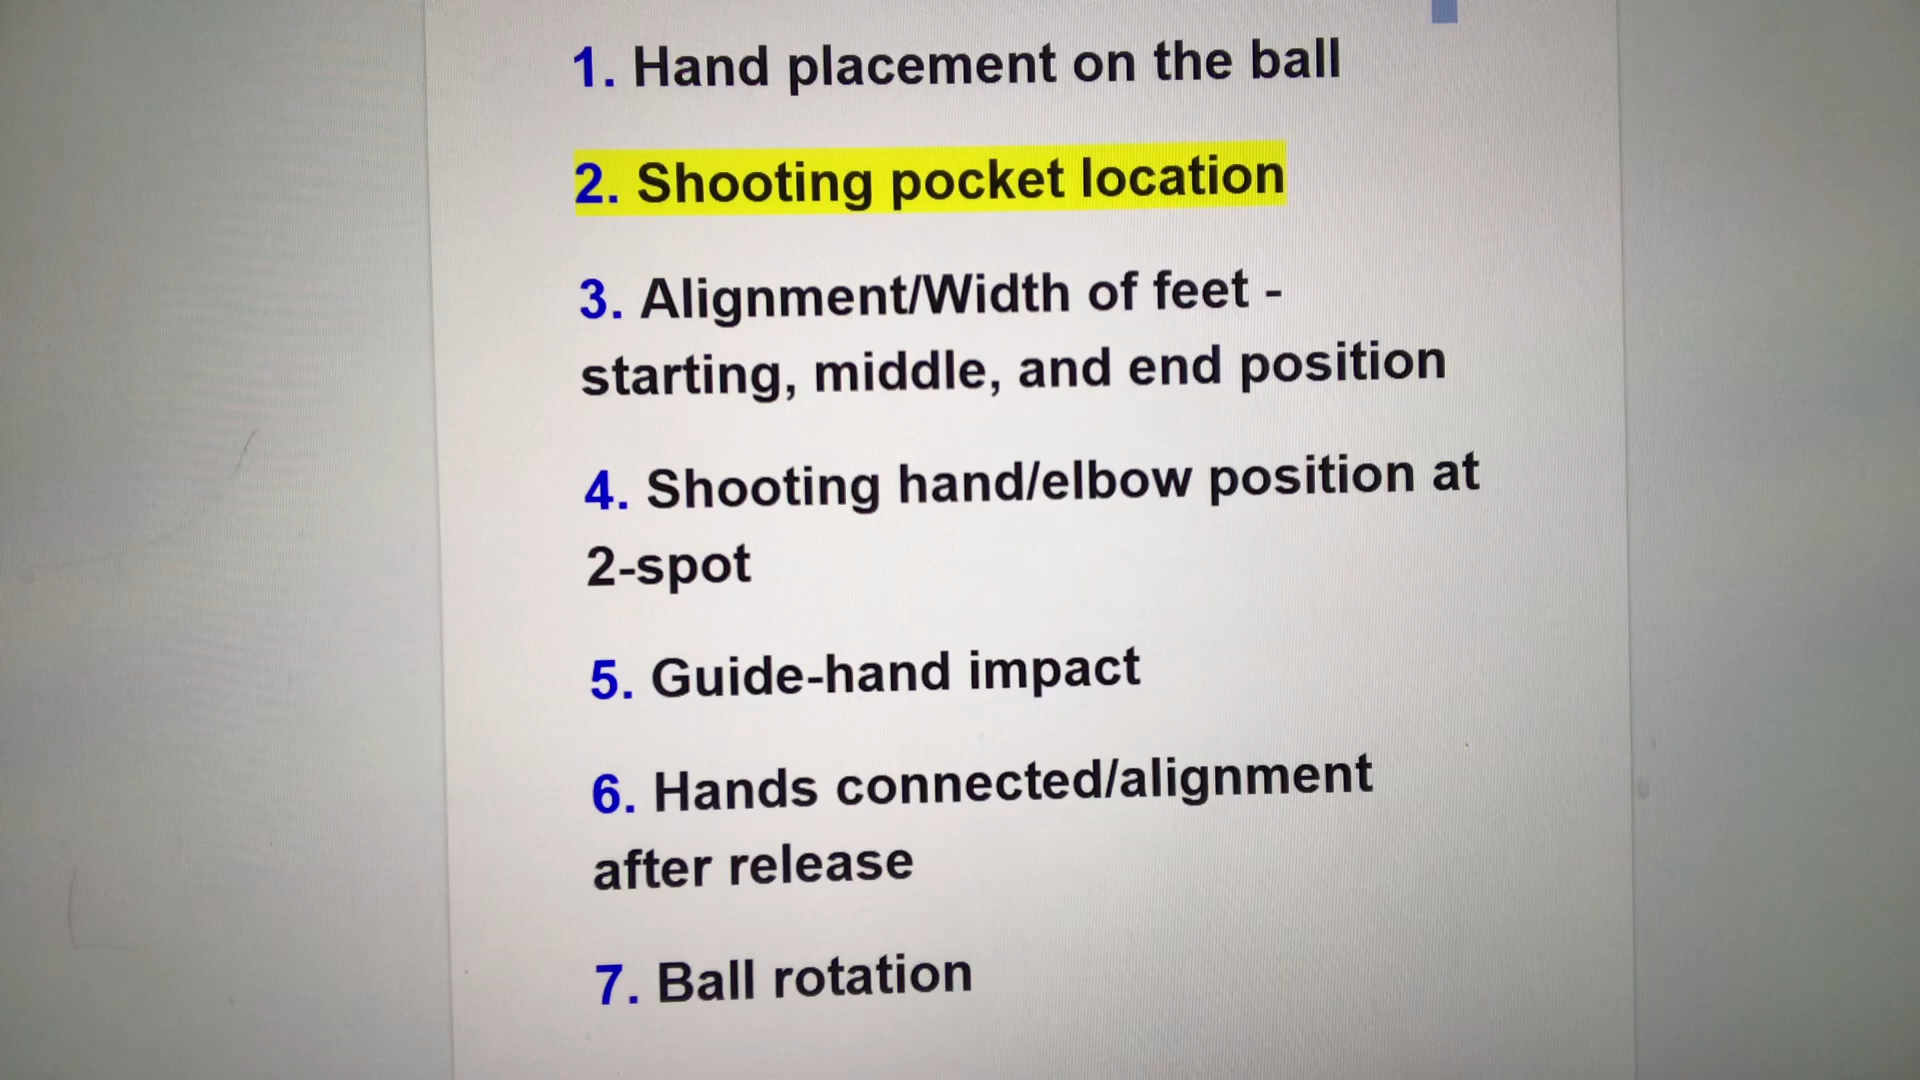 1. Hand placement on the ball
2. Shooting pocket location
3. Alignment/Width of feet -
starting, middle, and end position
4. Shooting hand/elbow position at
2-spot
5. Guide-hand impact
6. Hands connected/alignment
after release
7. Ball rotation